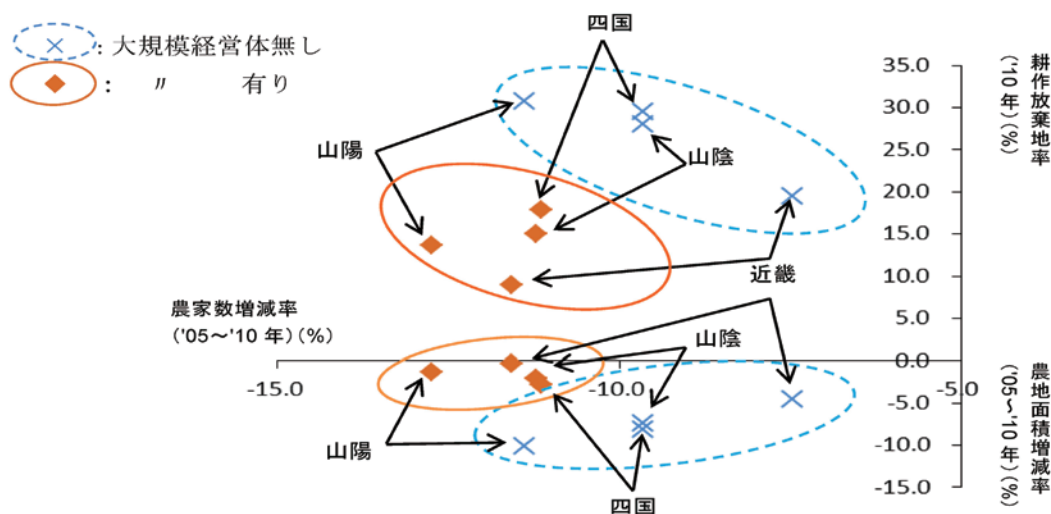 : 大規模経営体無し
: 〃 有り
四国
山陽
山陰
近畿
35.0
30.0
25.0
20.0
15.0
10.0
5.0
0.0
-5.0
-10.0
-15.0
耕作放棄地率
('10年)(%)
農家数増減率
('05～'10 年)(%)
-15.0
-10.0
-5.0
山陰
山陽
四国
農地面積増減率
('05～'10年)(%)